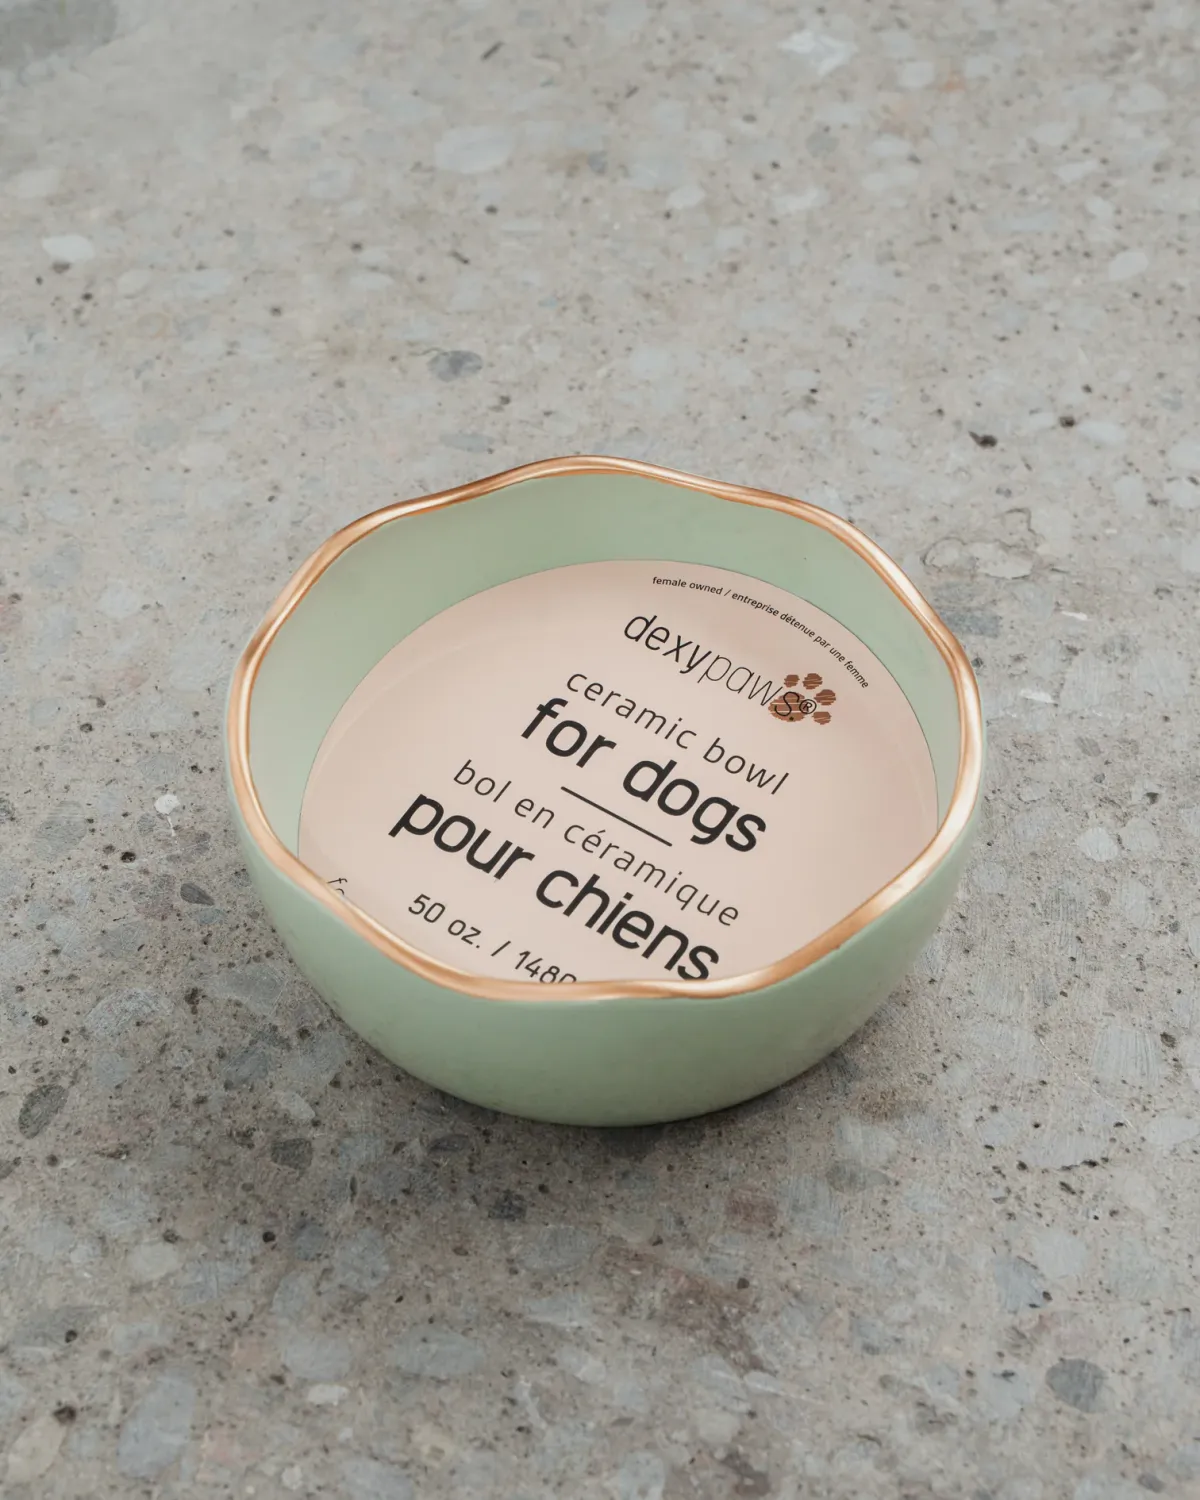 female owned / entreprise détenue par une femme
dexypaws.®
ceramic bowl
for dogs
bol en céramique
pour chiens
50 oz. /